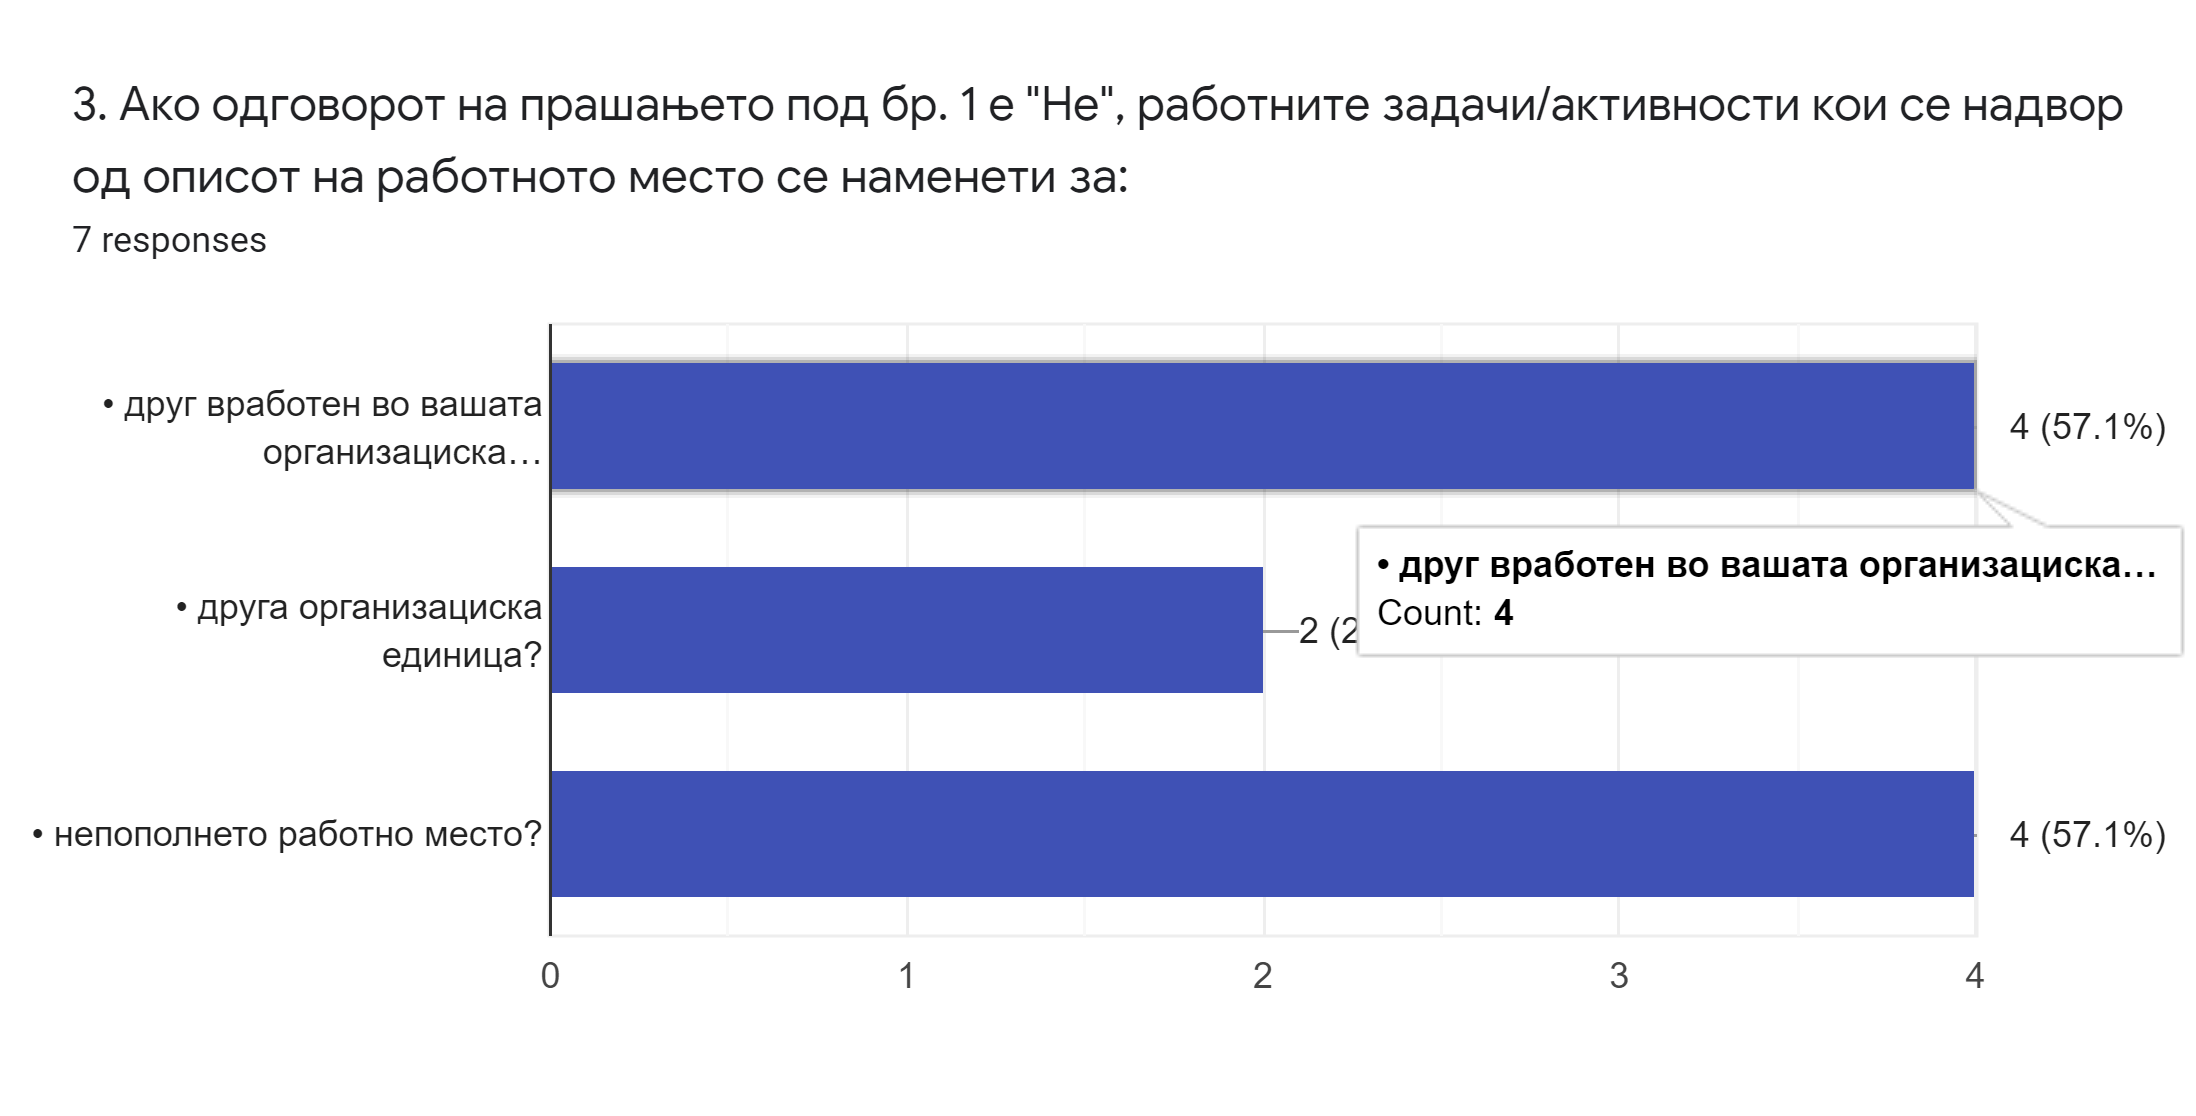 3. Ако одговорот на прашањето под бр. 1 е "Не", работните задачи/активности кои се надвор
од описот на работното место се наменети за:
7 responses
• друг вработен во вашата
организациска…
4 (57.1%)
• друг вработен во вашата организациска…
Count: 4
• друга организациска
единица?
2 (2
• непополнето работно место?
4 (57.1%)
0 1 2 3 4